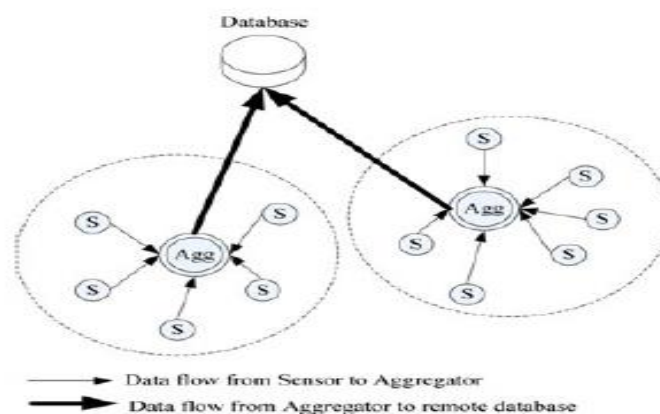 Database
S
S
S
S
Agg
S
S
Agg
S
S
S
S
S
S
Data flow from Sensor to Aggregator
Data flow from Aggregator to remote database